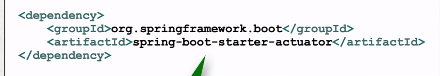 <dependency>
<groupId>org.springframework.boot</groupId>
<artifactId>spring-boot-starter-actuator</artifactId>
</dependency>